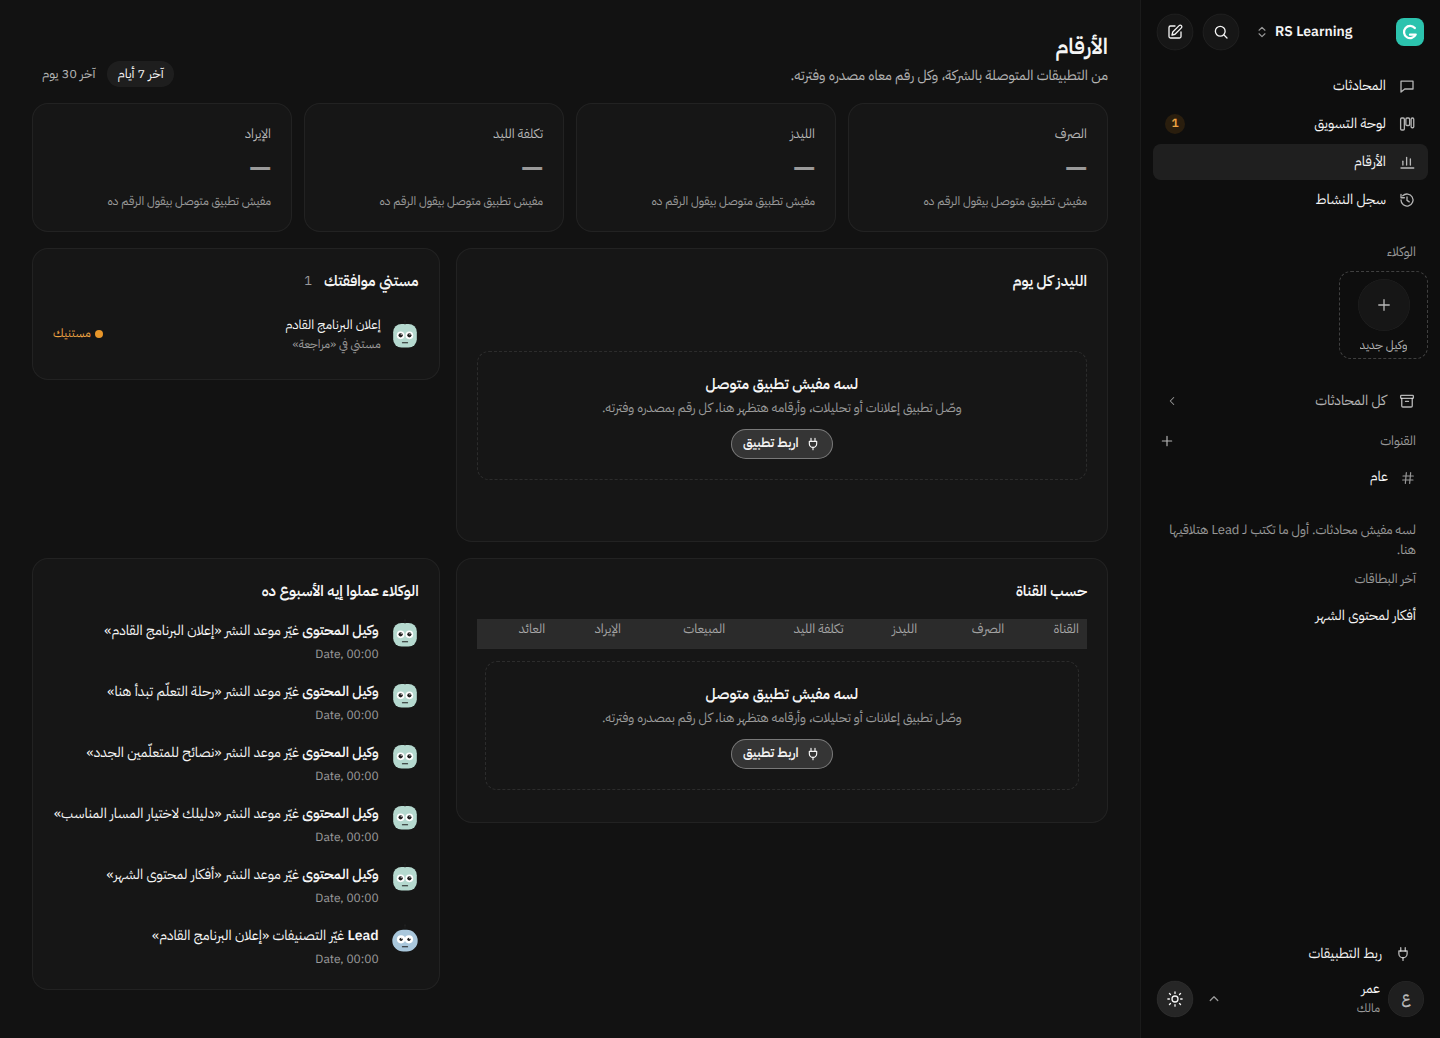 RS Learning
المحادثات
لوحة التسويق
1
الأرقام
سجل النشاط
الوكلاء
وكيل جديد
كل المحادثات
القنوات
عام
لسه مفيش محادثات. أول ما تكتب لـ Lead هتلاقيها
هنا.
آخر البطاقات
أفكار لمحتوى الشهر
ربط التطبيقات
ع
عمر
مالك
الأرقام
من التطبيقات المتوصلة بالشركة، وكل رقم معاه مصدره وفترته.
آخر 7 أيام
آخر 30 يوم
الصرف
—
مفيش تطبيق متوصل بيقول الرقم ده
الليدز
—
مفيش تطبيق متوصل بيقول الرقم ده
تكلفة الليد
—
مفيش تطبيق متوصل بيقول الرقم ده
الإيراد
—
مفيش تطبيق متوصل بيقول الرقم ده
الليدز كل يوم
لسه مفيش تطبيق متوصل
وصّل تطبيق إعلانات أو تحليلات، وأرقامه هتظهر هنا، كل رقم بمصدره وفترته.
اربط تطبيق
مستني موافقتك 1
إعلان البرنامج القادم
مستني في «مراجعة»
مستنيك
حسب القناة
القناة الصرف الليدز تكلفة الليد المبيعات الإيراد العائد
لسه مفيش تطبيق متوصل
وصّل تطبيق إعلانات أو تحليلات، وأرقامه هتظهر هنا، كل رقم بمصدره وفترته.
اربط تطبيق
الوكلاء عملوا إيه الأسبوع ده
وكيل المحتوى غيّر موعد النشر «إعلان البرنامج القادم»
Date, 00:00
وكيل المحتوى غيّر موعد النشر «رحلة التعلّم تبدأ هنا»
Date, 00:00
وكيل المحتوى غيّر موعد النشر «نصائح للمتعلّمين الجدد»
Date, 00:00
وكيل المحتوى غيّر موعد النشر «دليلك لاختيار المسار المناسب»
Date, 00:00
وكيل المحتوى غيّر موعد النشر «أفكار لمحتوى الشهر»
Date, 00:00
Lead غيّر التصنيفات «إعلان البرنامج القادم»
Date, 00:00